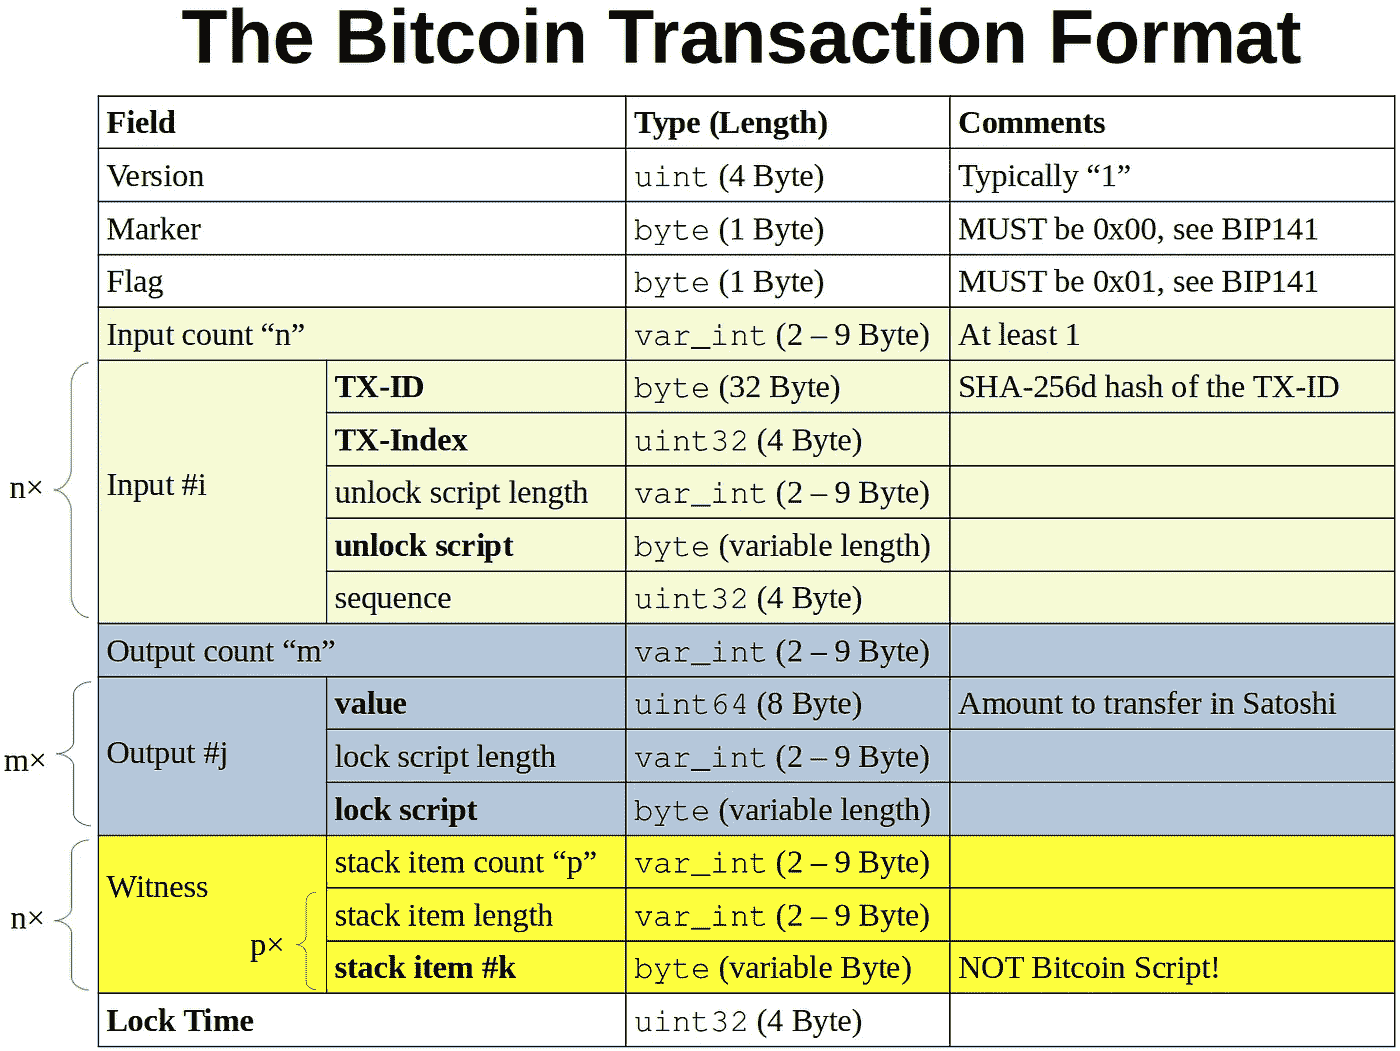 The Bitcoin Transaction Format
Field Type (Length) Comments
Version uint (4 Byte) Typically “1”
Marker byte (1 Byte) MUST be 0x00, see BIP141
Flag byte (1 Byte) MUST be 0x01, see BIP141
Input count “n” var_int (2 – 9 Byte) At least 1
n×
Input #i
TX-ID byte (32 Byte) SHA-256d hash of the TX-ID
TX-Index uint32 (4 Byte)
unlock script length var_int (2 – 9 Byte)
unlock script byte (variable length)
sequence uint32 (4 Byte)
Output count “m” var_int (2 – 9 Byte)
m×
Output #j
value uint64 (8 Byte) Amount to transfer in Satoshi
lock script length var_int (2 – 9 Byte)
lock script byte (variable length)
n×
Witness
stack item count “p” var_int (2 – 9 Byte)
p×
stack item length var_int (2 – 9 Byte)
stack item #k byte (variable Byte) NOT Bitcoin Script!
Lock Time uint32 (4 Byte)